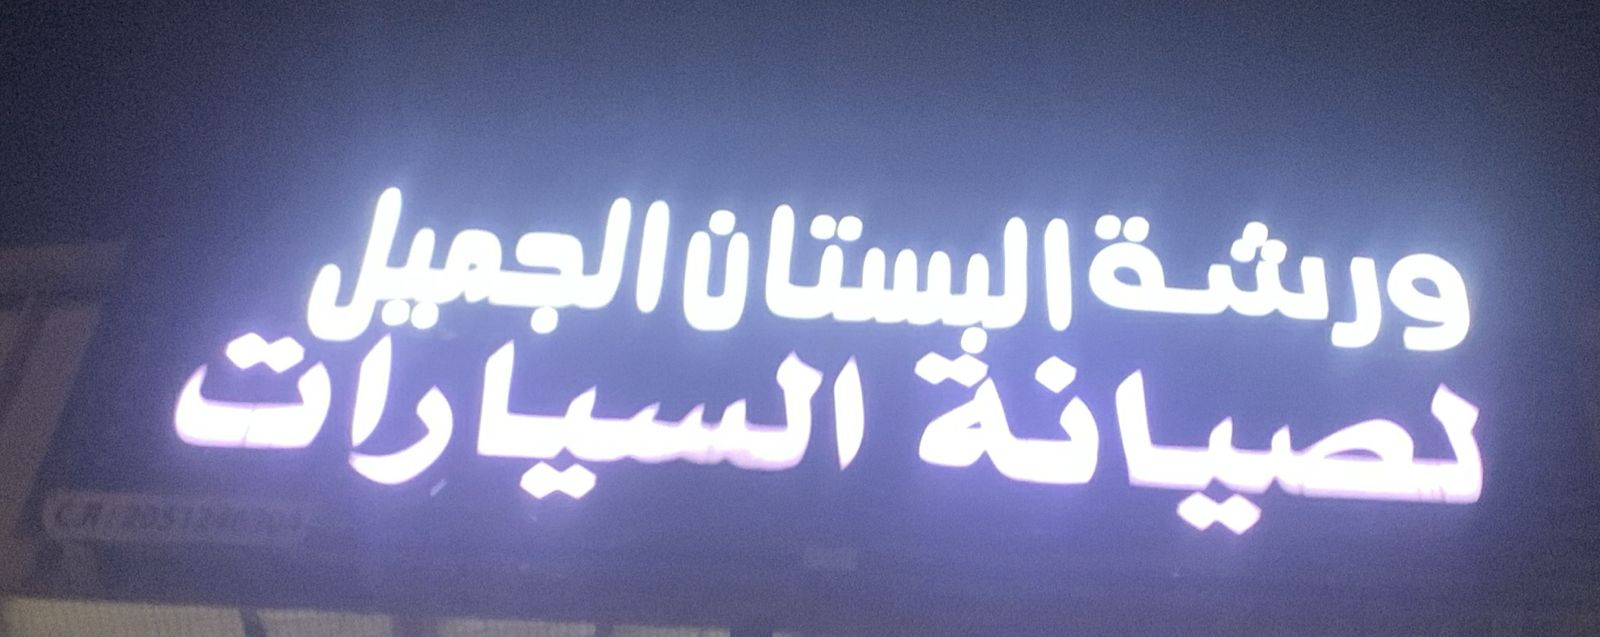 ورشة البستان الجميل
لصيانة السيارات